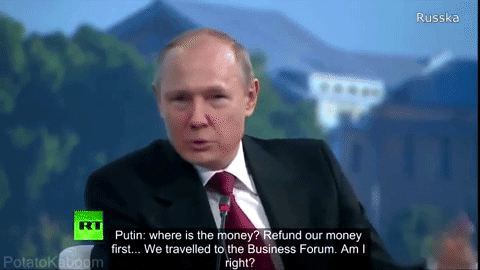 Russka
RT
Putin: where is the money? Refund our money
first... We travelled to the Business Forum. Am I
right?
PotatoKaboom